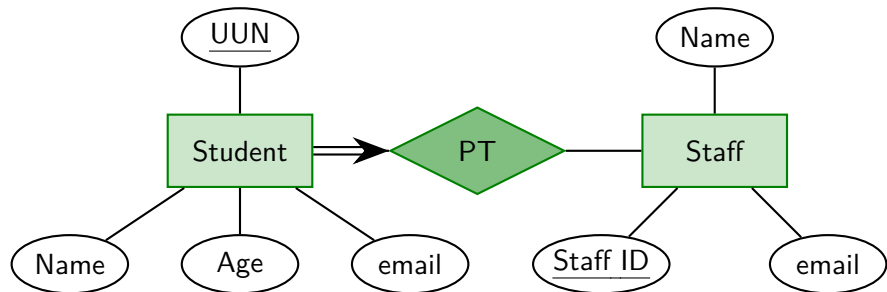 UUN
Name
Student
PT
Staff
Name
Age
email
Staff ID
email